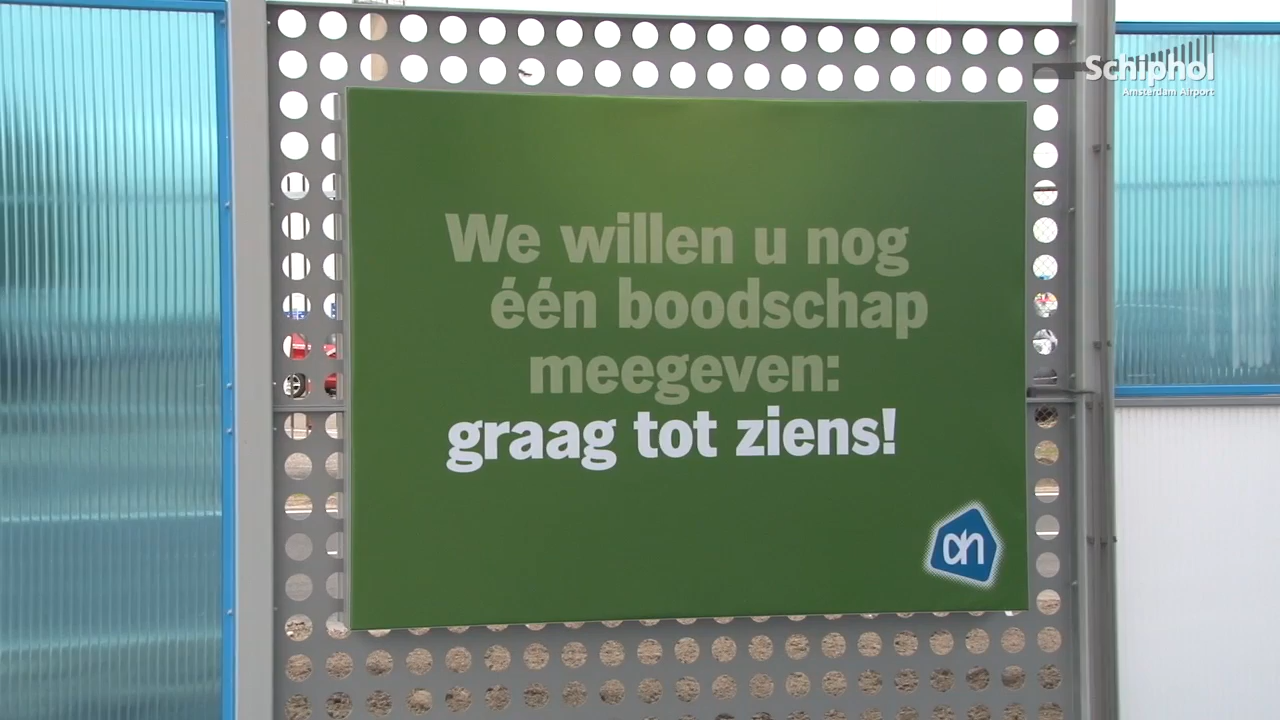 Schiphol
Amsterdam Airport
We willen u nog
één boodschap
meegeven:
graag tot ziens!
ah